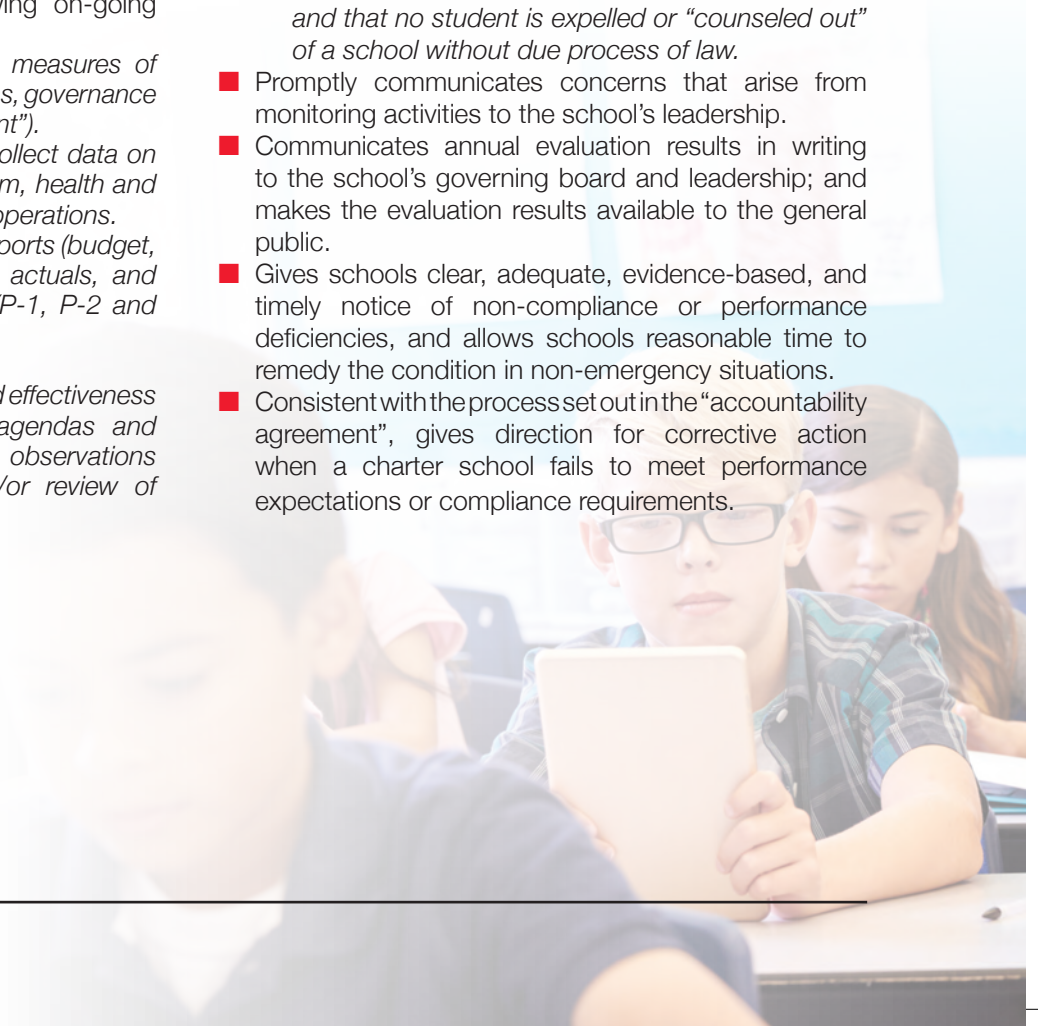 ing on-going
measures of
s, governance
nt").
ollect data on
m, health and
operations.
ports (budget,
actuals, and
P-1, P-2 and
d effectiveness
agendas and
observations
/or review of
and that no student is expelled or “counseled out”
of a school without due process of law.
■ Promptly communicates concerns that arise from
monitoring activities to the school’s leadership.
■ Communicates annual evaluation results in writing
to the school’s governing board and leadership; and
makes the evaluation results available to the general
public.
■ Gives schools clear, adequate, evidence-based, and
timely notice of non-compliance or performance
deficiencies, and allows schools reasonable time to
remedy the condition in non-emergency situations.
■ Consistent with the process set out in the “accountability
agreement”, gives direction for corrective action
when a charter school fails to meet performance
expectations or compliance requirements.